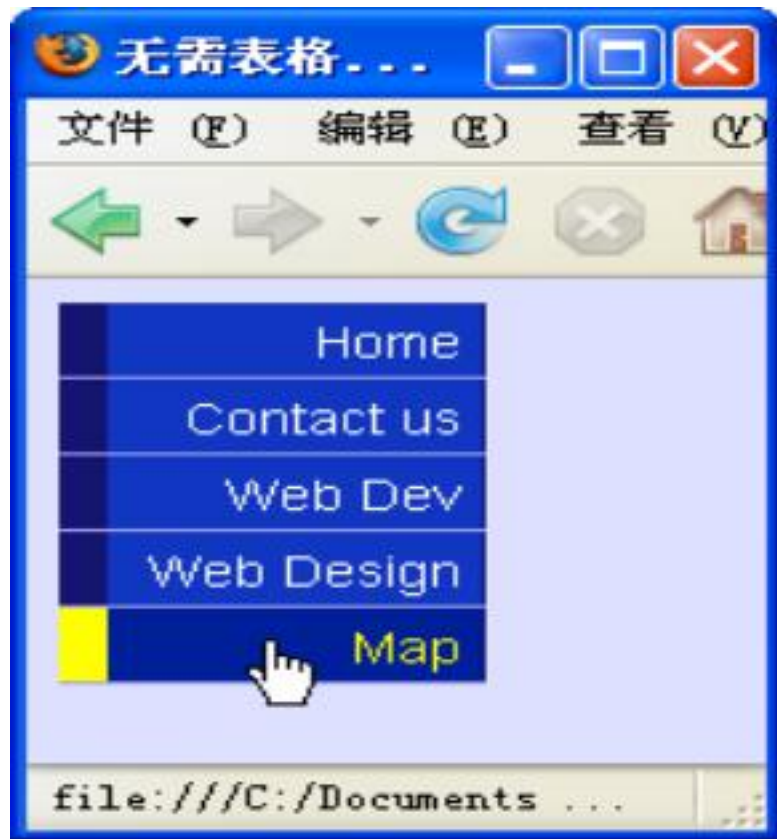 无需表格...
文件 (F) 编辑 (E) 查看 (V)
Home
Contact us
Web Dev
Web Design
Map
file:///C:/Documents ...